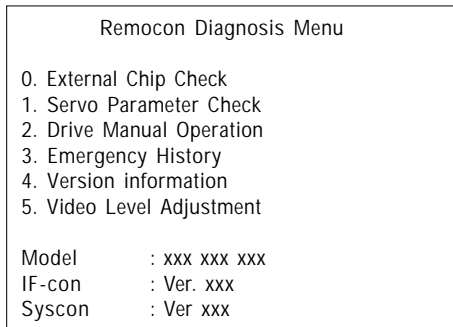 Remocon Diagnosis Menu
0. External Chip Check
1. Servo Parameter Check
2. Drive Manual Operation
3. Emergency History
4. Version information
5. Video Level Adjustment
Model : xxx xxx xxx
IF-con : Ver. xxx
Syscon : Ver xxx